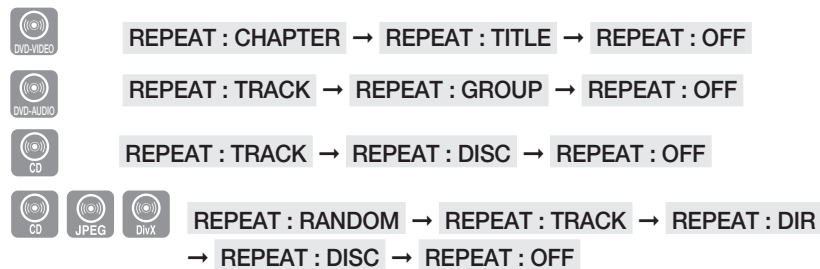 DVD-VIDEO REPEAT : CHAPTER → REPEAT : TITLE → REPEAT : OFF
DVD-AUDIO REPEAT : TRACK → REPEAT : GROUP → REPEAT : OFF
CD REPEAT : TRACK → REPEAT : DISC → REPEAT : OFF
CD JPEG DivX REPEAT : RANDOM → REPEAT : TRACK → REPEAT : DIR
→ REPEAT : DISC → REPEAT : OFF